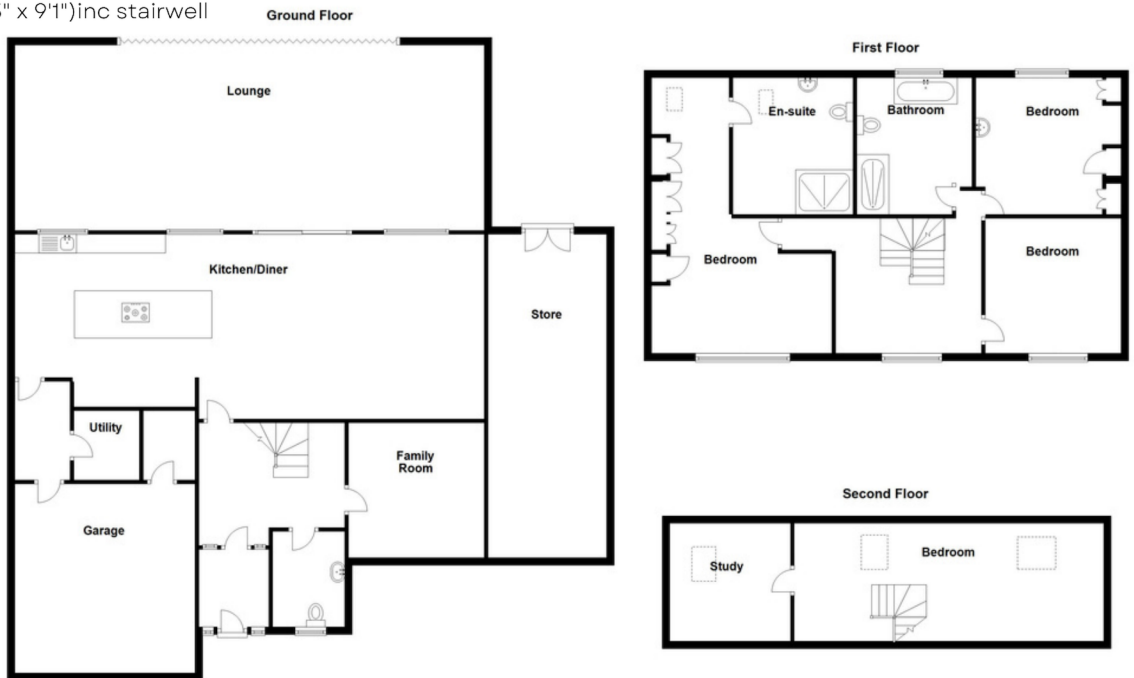 " x 9'1")inc stairwell
Ground Floor
Lounge
Kitchen/Diner
Store
Utility
Family
Room
Garage
First Floor
En-suite
Bathroom
Bedroom
Bedroom
Bedroom
Second Floor
Study
Bedroom